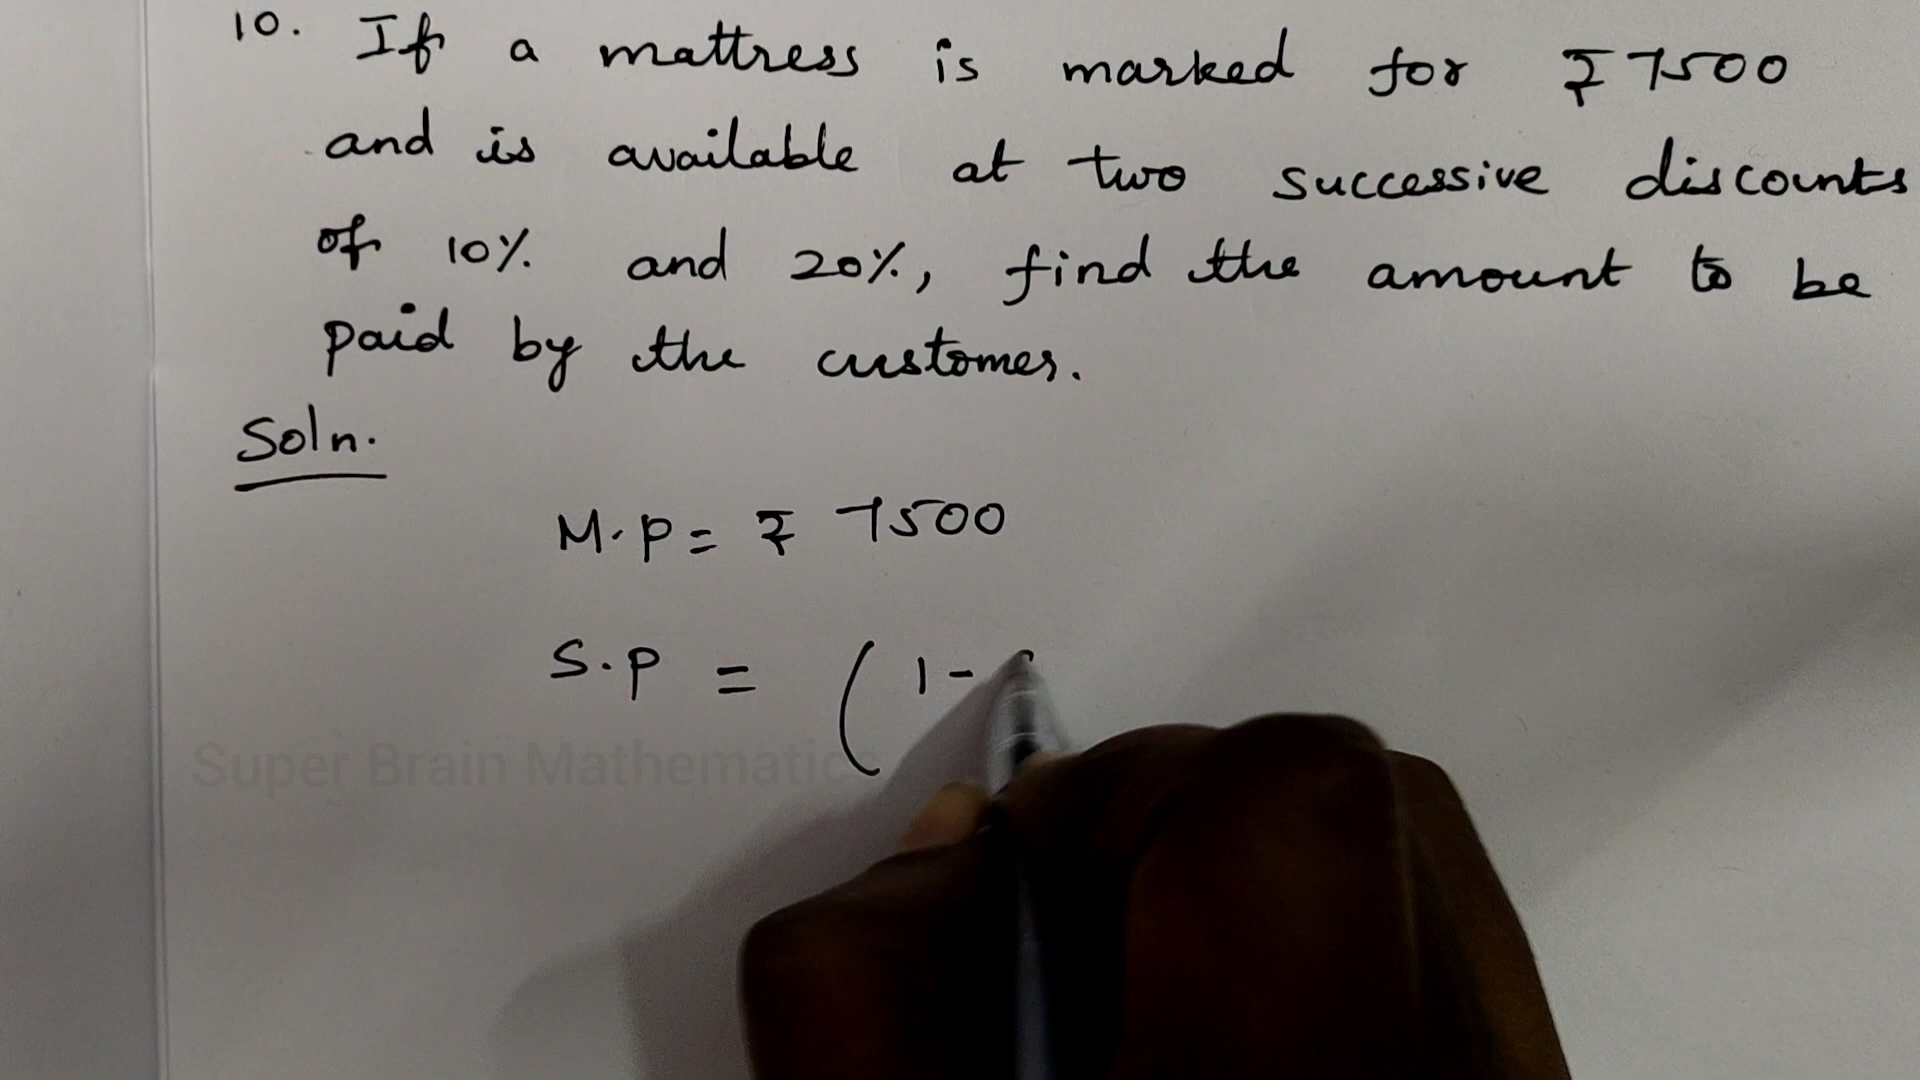 10. If a mattress is marked for ₹ 7500
and is available at two successive discounts
of 10% and 20%, find the amount to be
paid by the customer.
Soln.
M.P = ₹ 7500
S.P = ( 1 -
Super Brain Mathematic